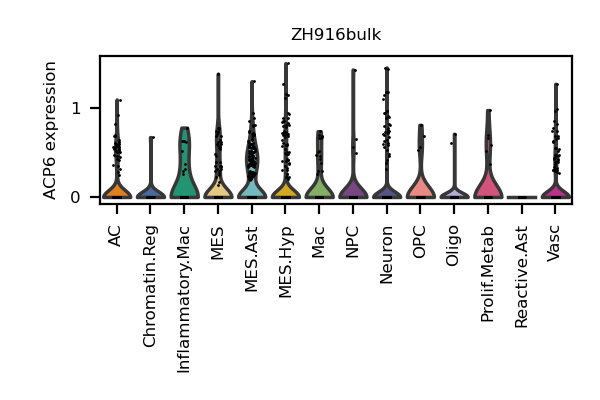 ZH916bulk
ACP6 expression
1
0
AC
Chromatin.Reg
Inflammatory.Mac
MES
MES.Ast
MES.Hyp
Mac
NPC
Neuron
OPC
Oligo
Prolif.Metab
Reactive.Ast
Vasc